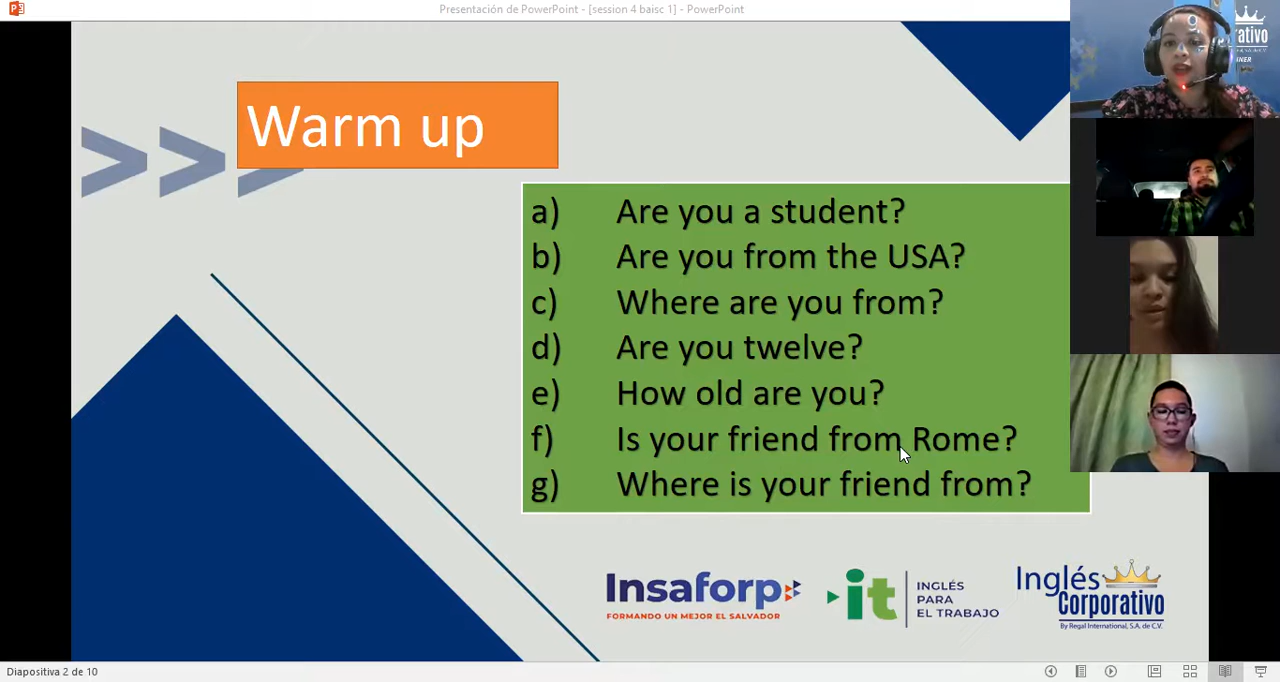 Presentación de PowerPoint - [session 4 baisc 1] - PowerPoint
Warm up
a) Are you a student?
b) Are you from the USA?
c) Where are you from?
d) Are you twelve?
e) How old are you?
f) Is your friend from Rome?
g) Where is your friend from?
Insaforp
FORMANDO UN MEJOR EL SALVADOR
it
INGLÉS
PARA
EL TRABAJO
Inglés
Corporativo
By Regal International, S.A. de C.V.
Diapositiva 2 de 10